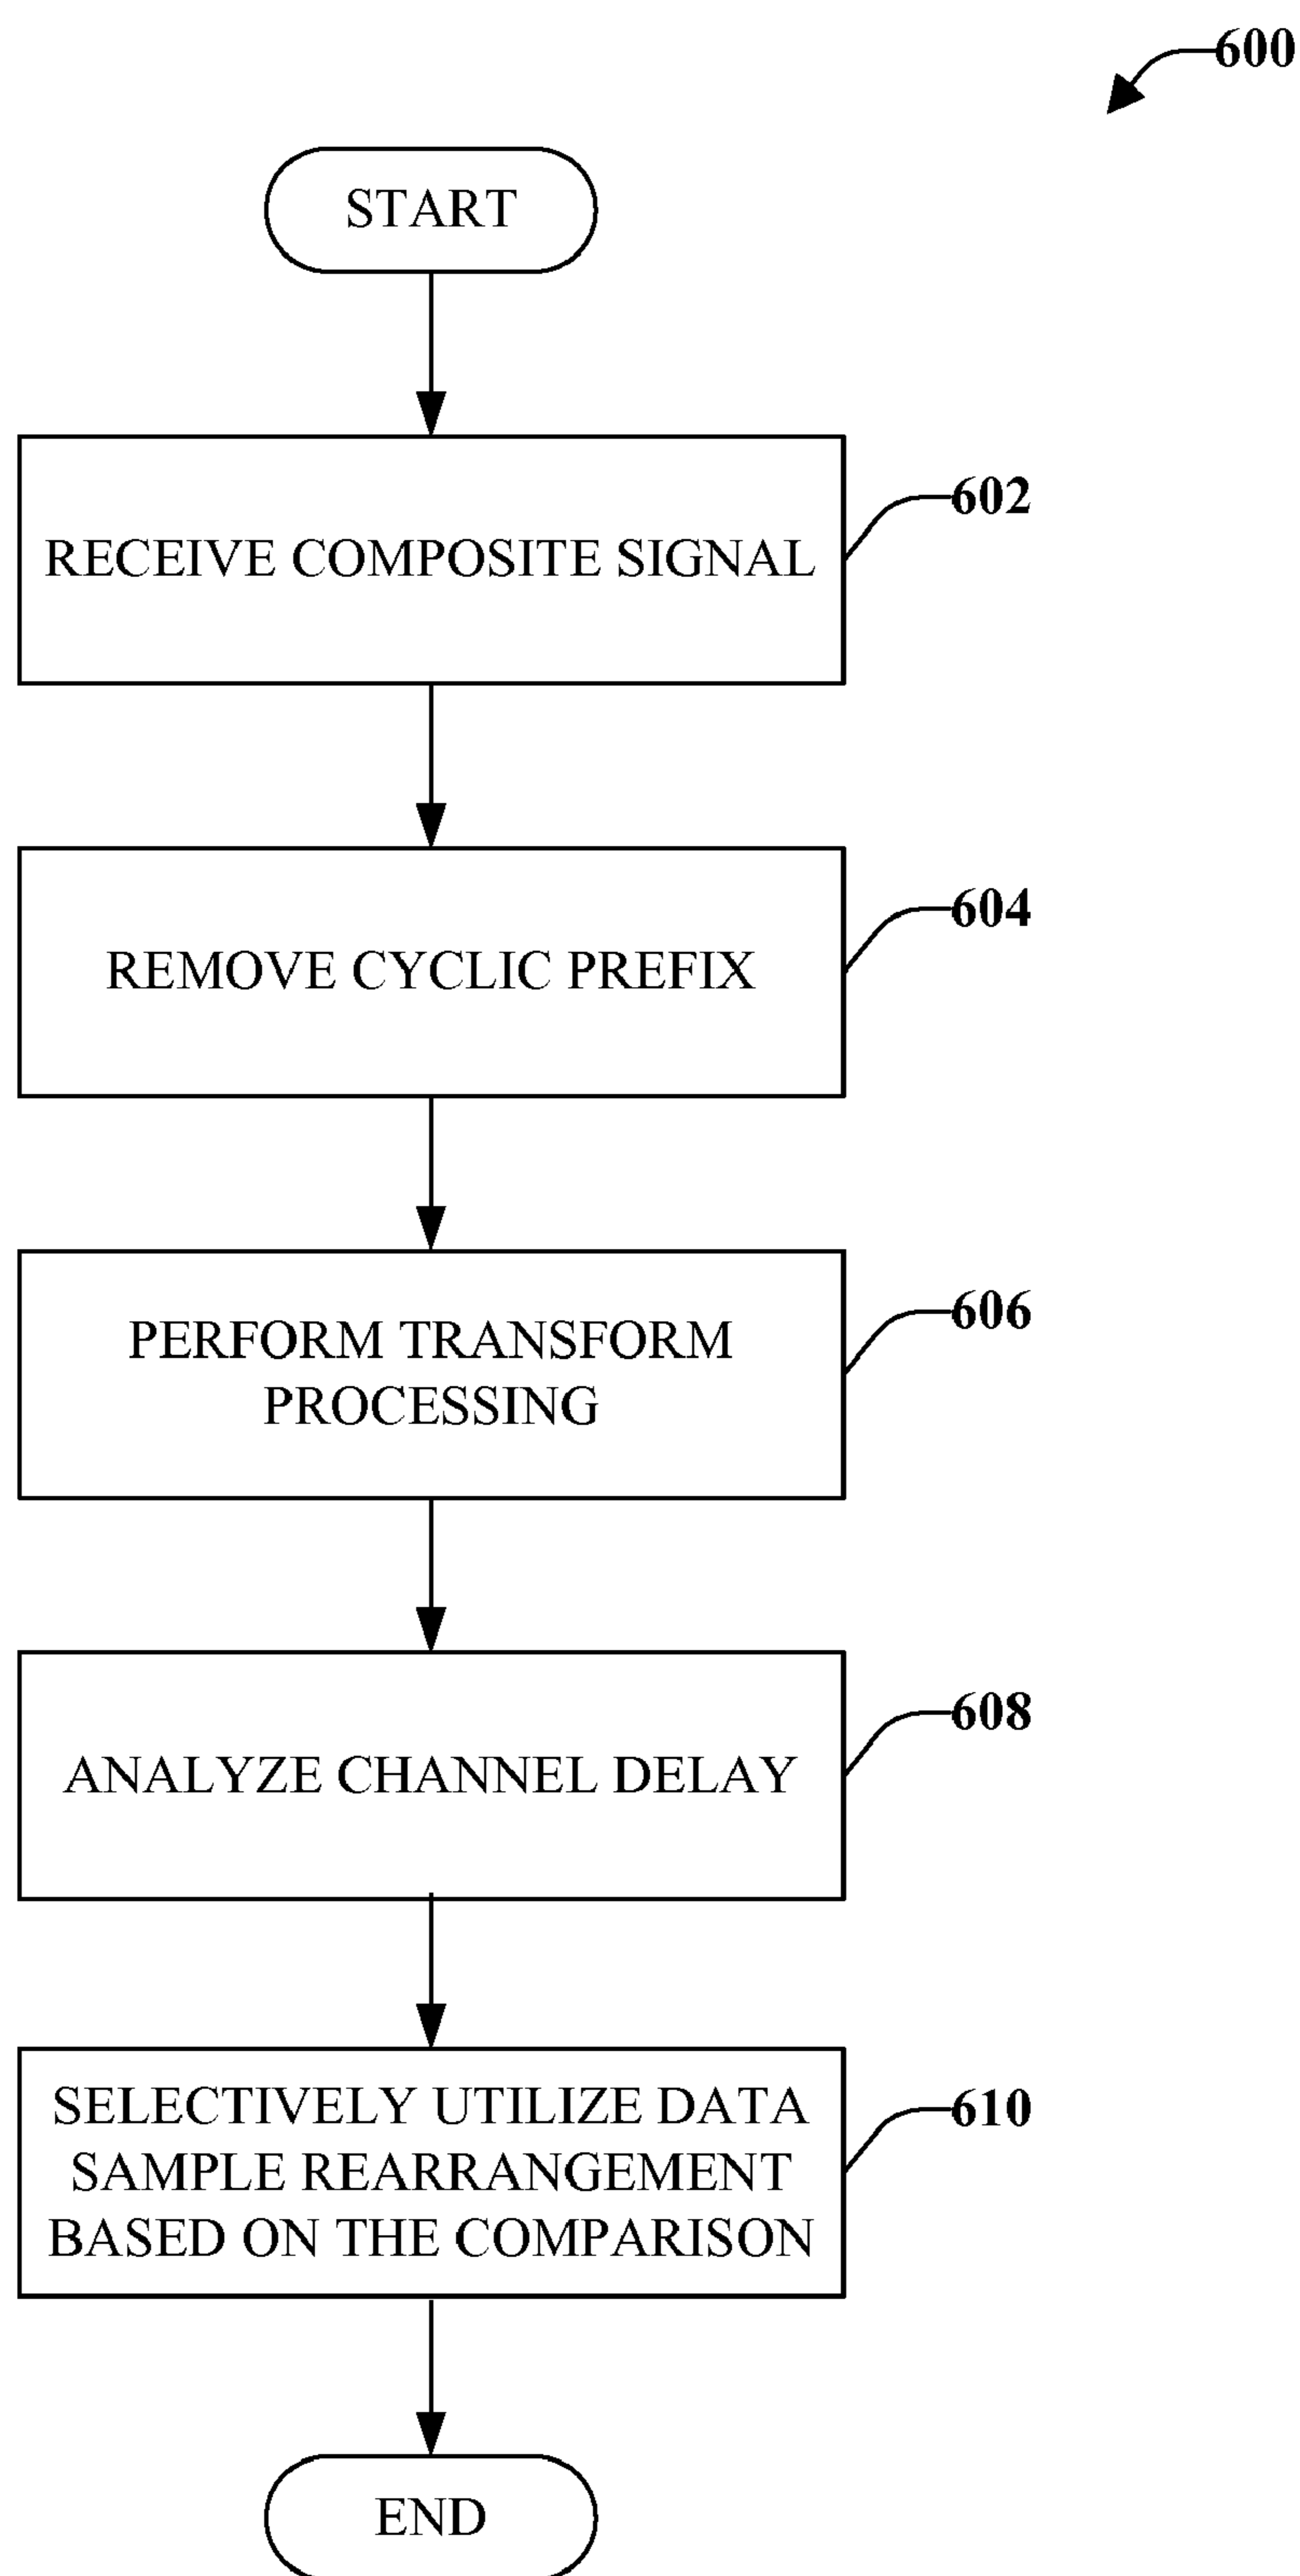 600
START
RECEIVE COMPOSITE SIGNAL
602
REMOVE CYCLIC PREFIX
604
PERFORM TRANSFORM
PROCESSING
606
ANALYZE CHANNEL DELAY
608
SELECTIVELY UTILIZE DATA
SAMPLE REARRANGEMENT
BASED ON THE COMPARISON
610
END